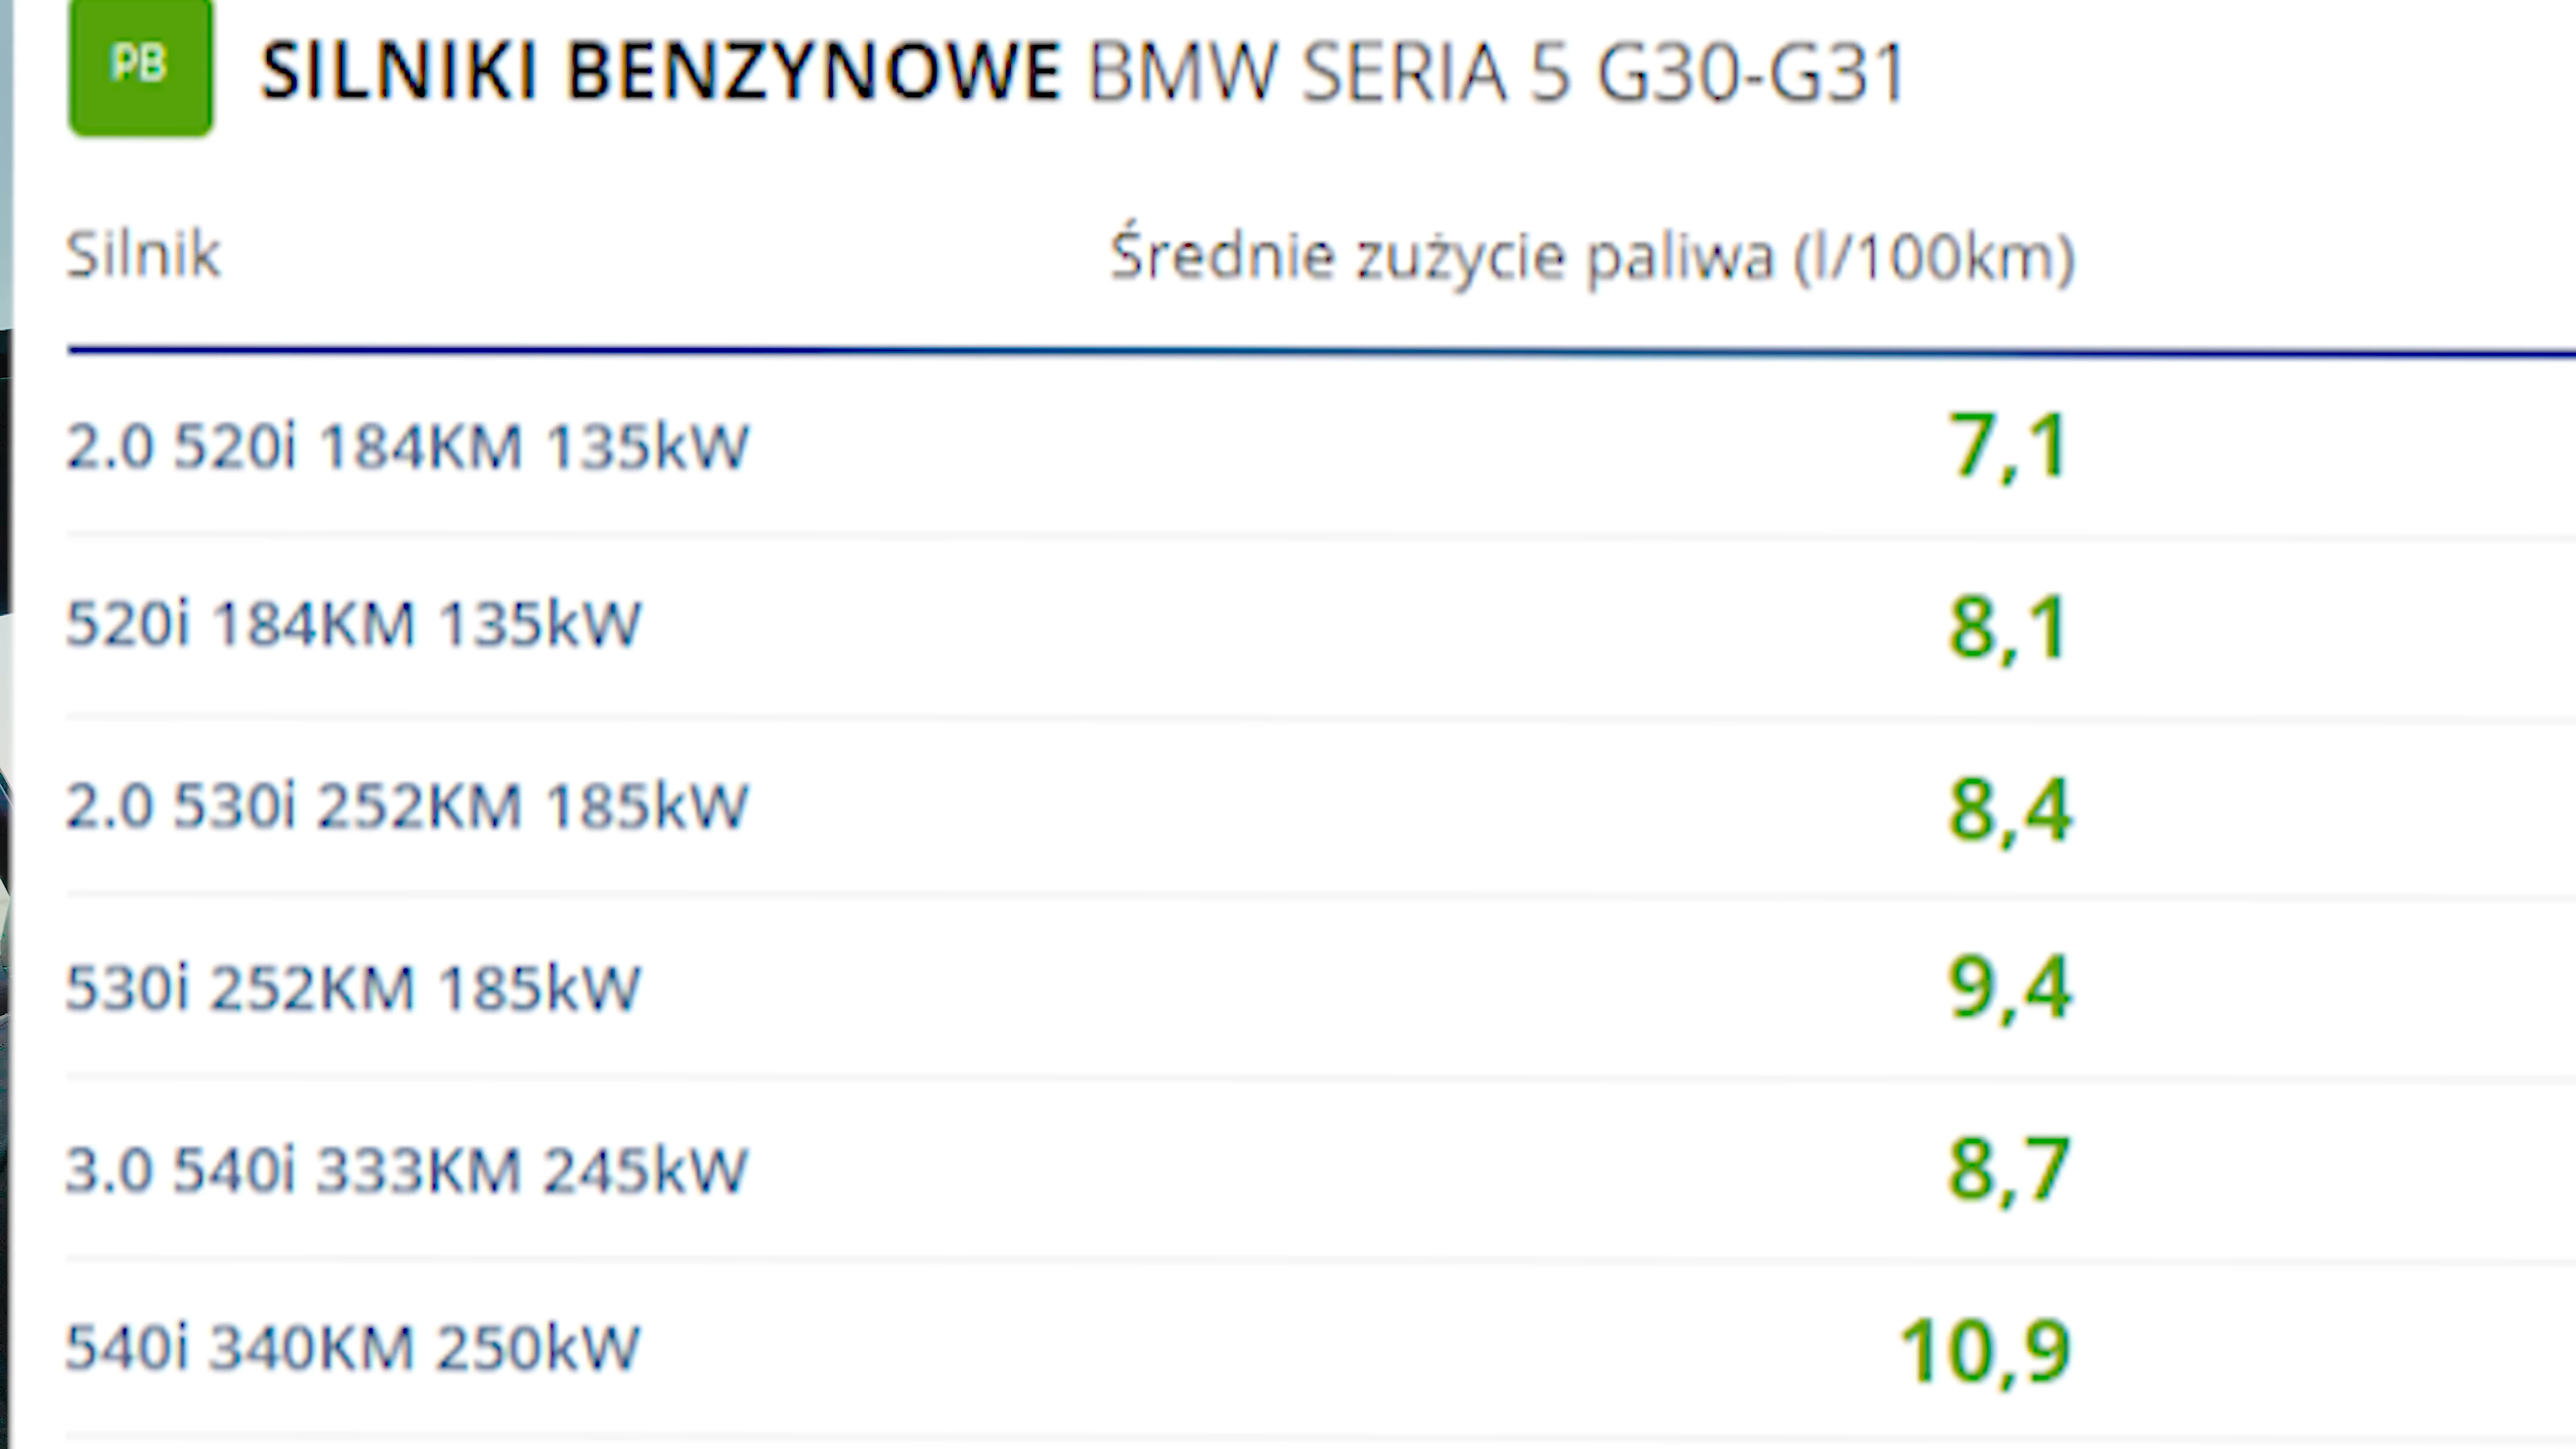 PB
SILNIKI BENZYNOWE BMW SERIA 5 G30-G31
Silnik Średnie zużycie paliwa (l/100km)
2.0 520i 184KM 135kW 7,1
520i 184KM 135kW 8,1
2.0 530i 252KM 185kW 8,4
530i 252KM 185kW 9,4
3.0 540i 333KM 245kW 8,7
540i 340KM 250kW 10,9